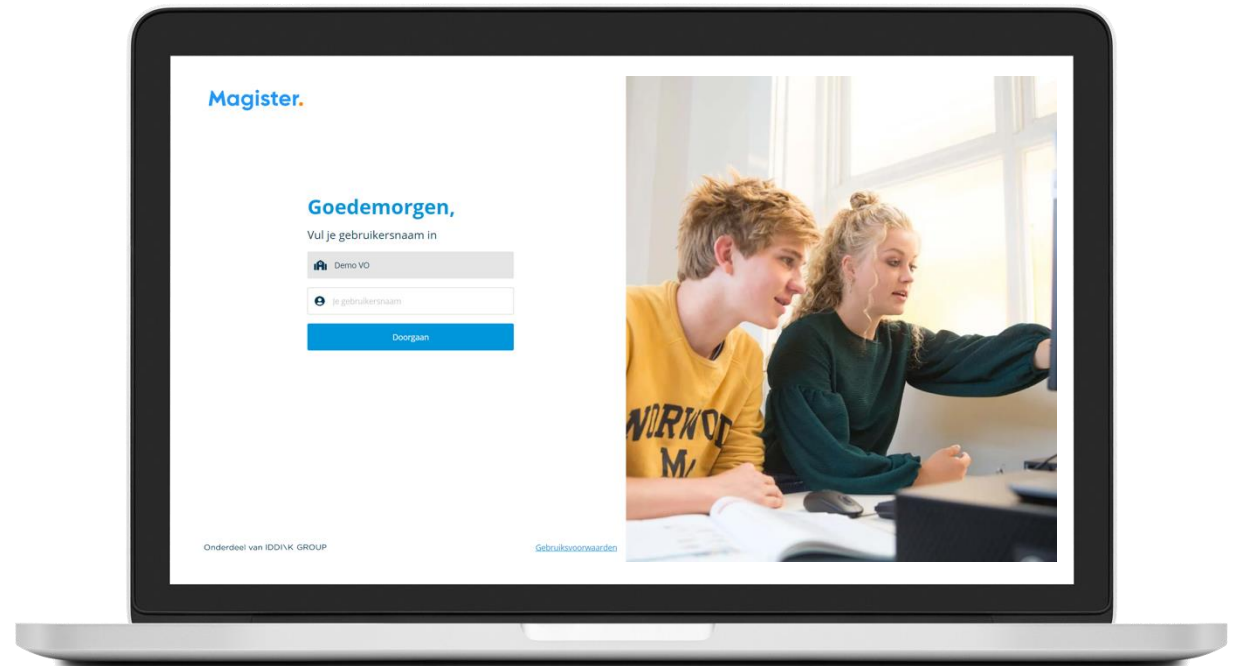 Magister.
Goedemorgen,
Vul je gebruikersnaam in
Demo VO
je gebruikersnaam
Doorgaan
Onderdeel van IDDINK GROUP
Gebruiksvoorwaarden